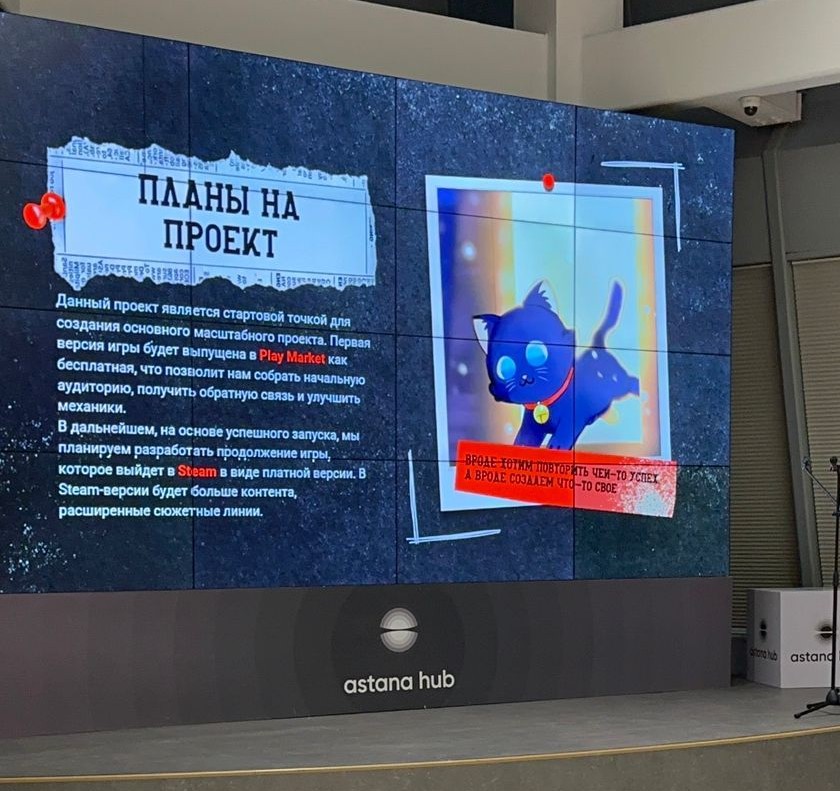 ПЛАНЫ НА
ПРОЕКТ
Данный проект является стартовой точкой для
создания основного масштабного проекта. Первая
версия игры будет выпущена в Play Market как
бесплатная, что позволит нам собрать начальную
аудиторию, получить обратную связь и улучшить
механики.
В дальнейшем, на основе успешного запуска, мы
планируем разработать продолжение игры,
которое выйдет в Steam в виде платной версии. В
Steam-версии будет больше контента,
расширенные сюжетные линии.
ВРОДЕ ХОТИМ ПОВТОРИТЬ ЧЕЙ-ТО УСПЕХ
А ВРОДЕ СОЗДАЕМ ЧТО-ТО СВОЕ
astana hub
astana hub
astana